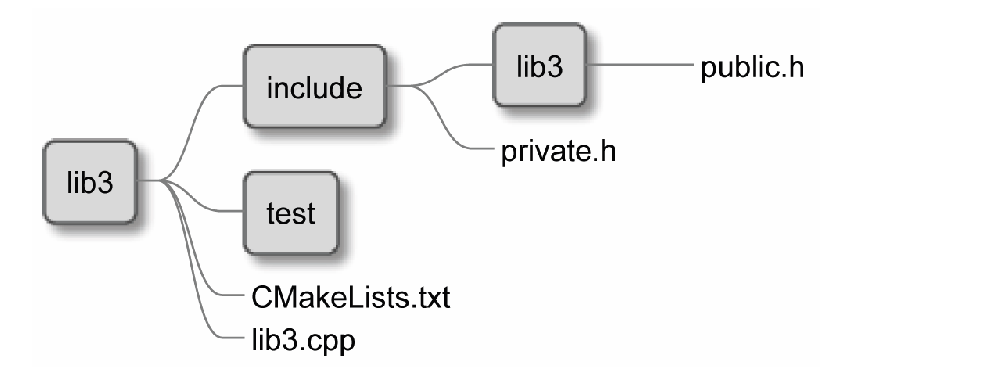 lib3
include
lib3
public.h
private.h
test
CMakeLists.txt
lib3.cpp